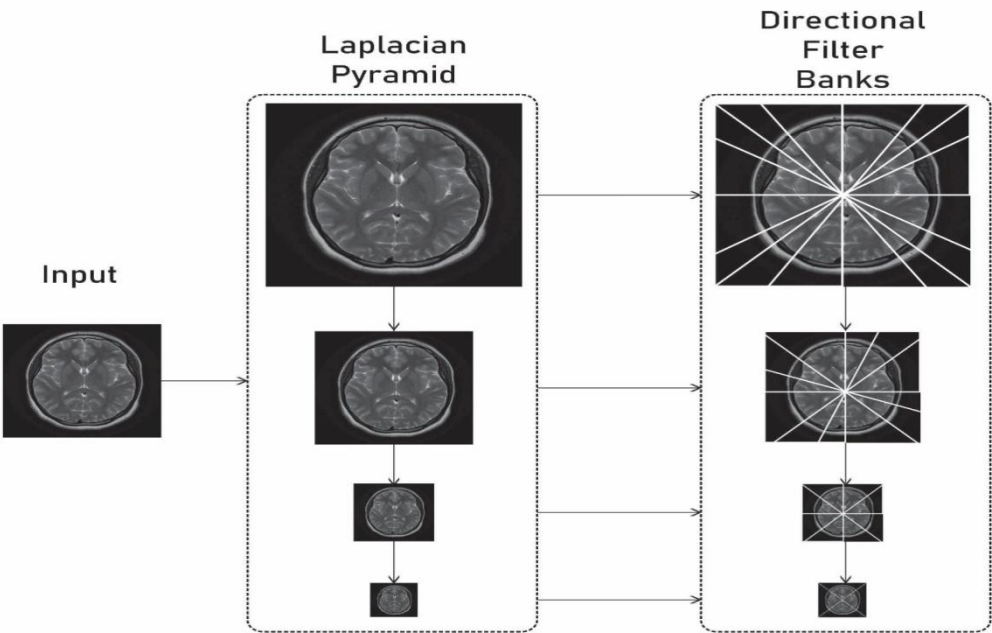 Input
Laplacian
Pyramid
Directional
Filter
Banks